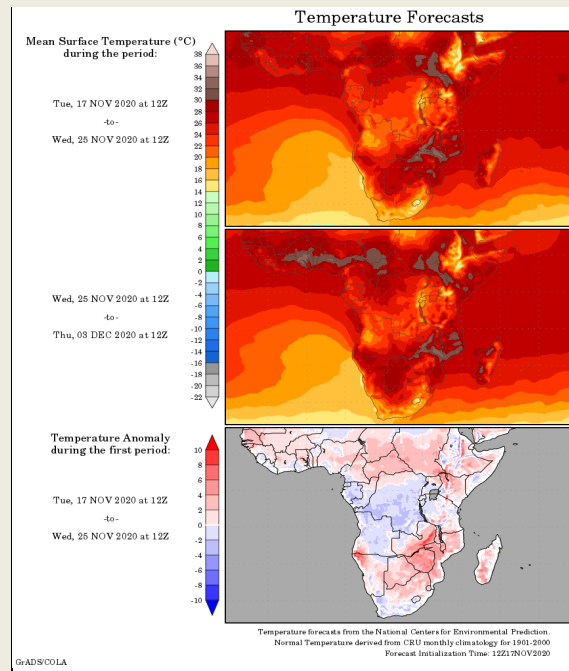 Temperature Forecasts
Mean Surface Temperature (°C)
during the period:
Tue, 17 NOV 2020 at 12Z
-to-
Wed, 25 NOV 2020 at 12Z
38
36
34
32
30
28
26
24
22
20
18
16
14
12
10
8
6
4
2
0
-2
-4
-6
-8
-10
-12
-14
-16
-18
-20
-22
Wed, 25 NOV 2020 at 12Z
-to-
Thu, 03 DEC 2020 at 12Z
Temperature Anomaly
during the first period:
Tue, 17 NOV 2020 at 12Z
-to-
Wed, 25 NOV 2020 at 12Z
10
8
6
4
2
0
-2
-4
-6
-8
-10
Temperature forecasts from the National Centers for Environmental Prediction.
Normal Temperature derived from CRU monthly climatology for 1901-2000
Forecast Initialization Time: 12Z17NOV2020
GrADS/COLA